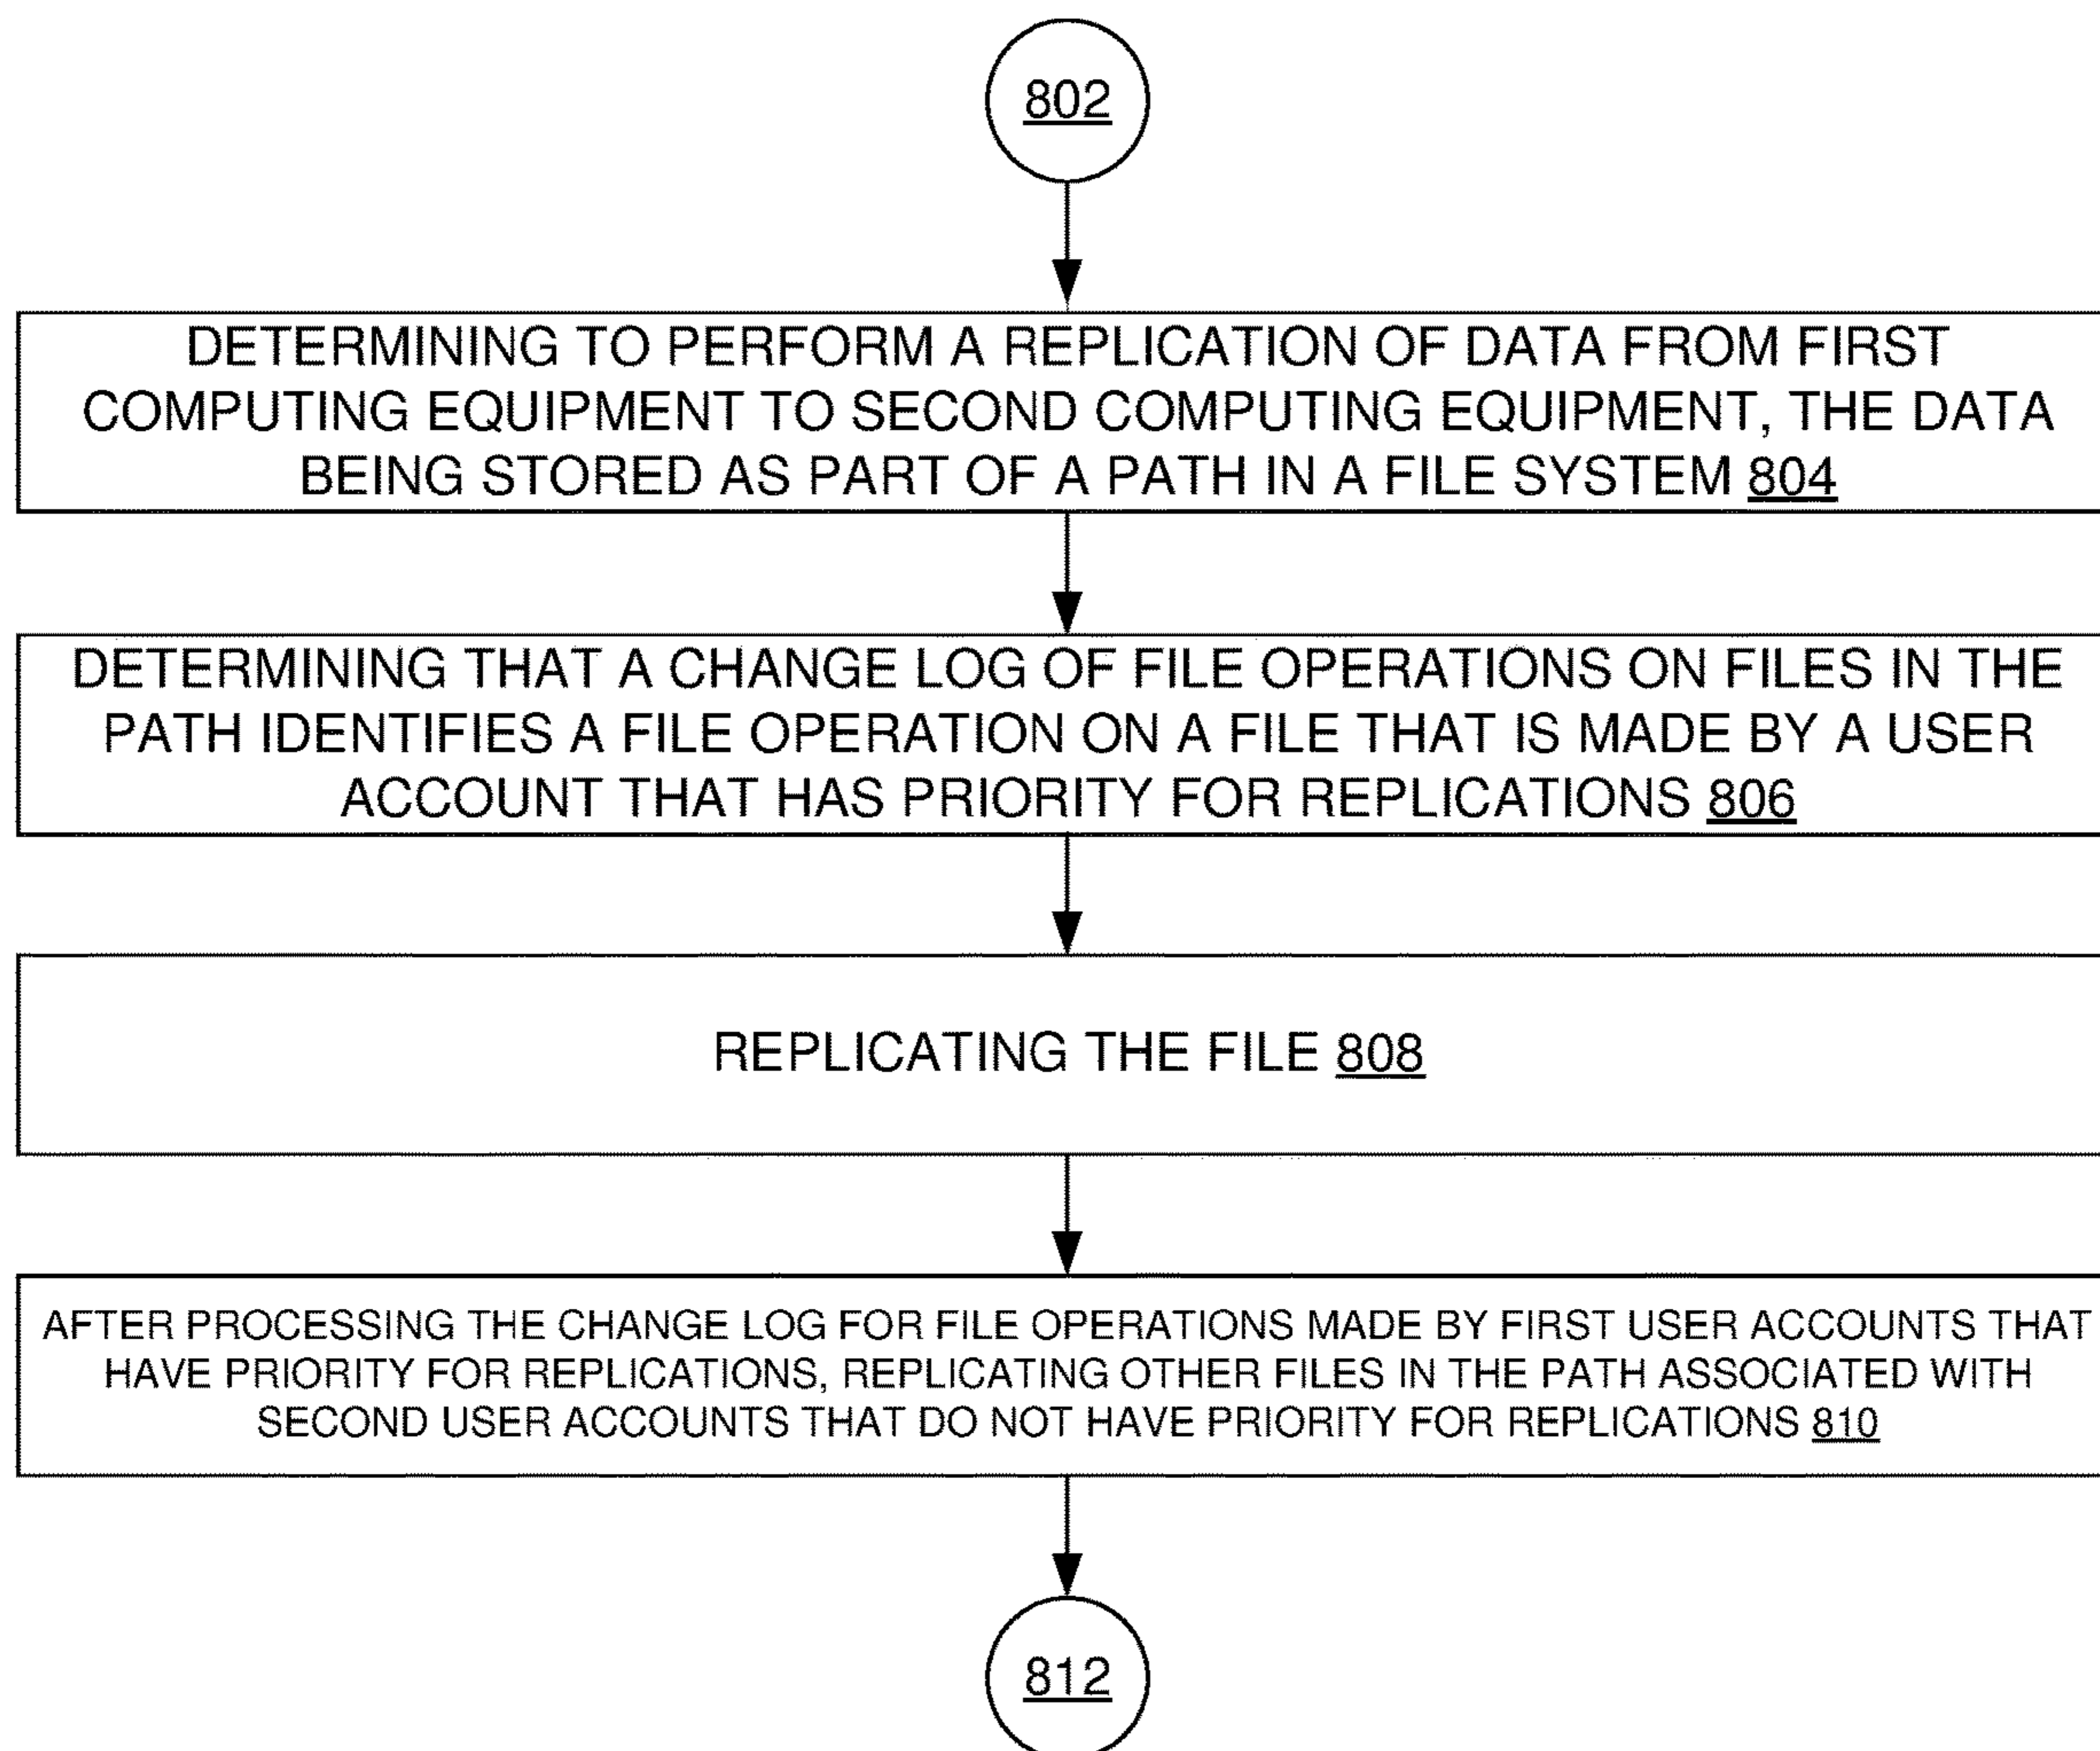 802
DETERMINING TO PERFORM A REPLICATION OF DATA FROM FIRST
COMPUTING EQUIPMENT TO SECOND COMPUTING EQUIPMENT, THE DATA
BEING STORED AS PART OF A PATH IN A FILE SYSTEM 804
DETERMINING THAT A CHANGE LOG OF FILE OPERATIONS ON FILES IN THE
PATH IDENTIFIES A FILE OPERATION ON A FILE THAT IS MADE BY A USER
ACCOUNT THAT HAS PRIORITY FOR REPLICATIONS 806
REPLICATING THE FILE 808
AFTER PROCESSING THE CHANGE LOG FOR FILE OPERATIONS MADE BY FIRST USER ACCOUNTS THAT
HAVE PRIORITY FOR REPLICATIONS, REPLICATING OTHER FILES IN THE PATH ASSOCIATED WITH
SECOND USER ACCOUNTS THAT DO NOT HAVE PRIORITY FOR REPLICATIONS 810
812